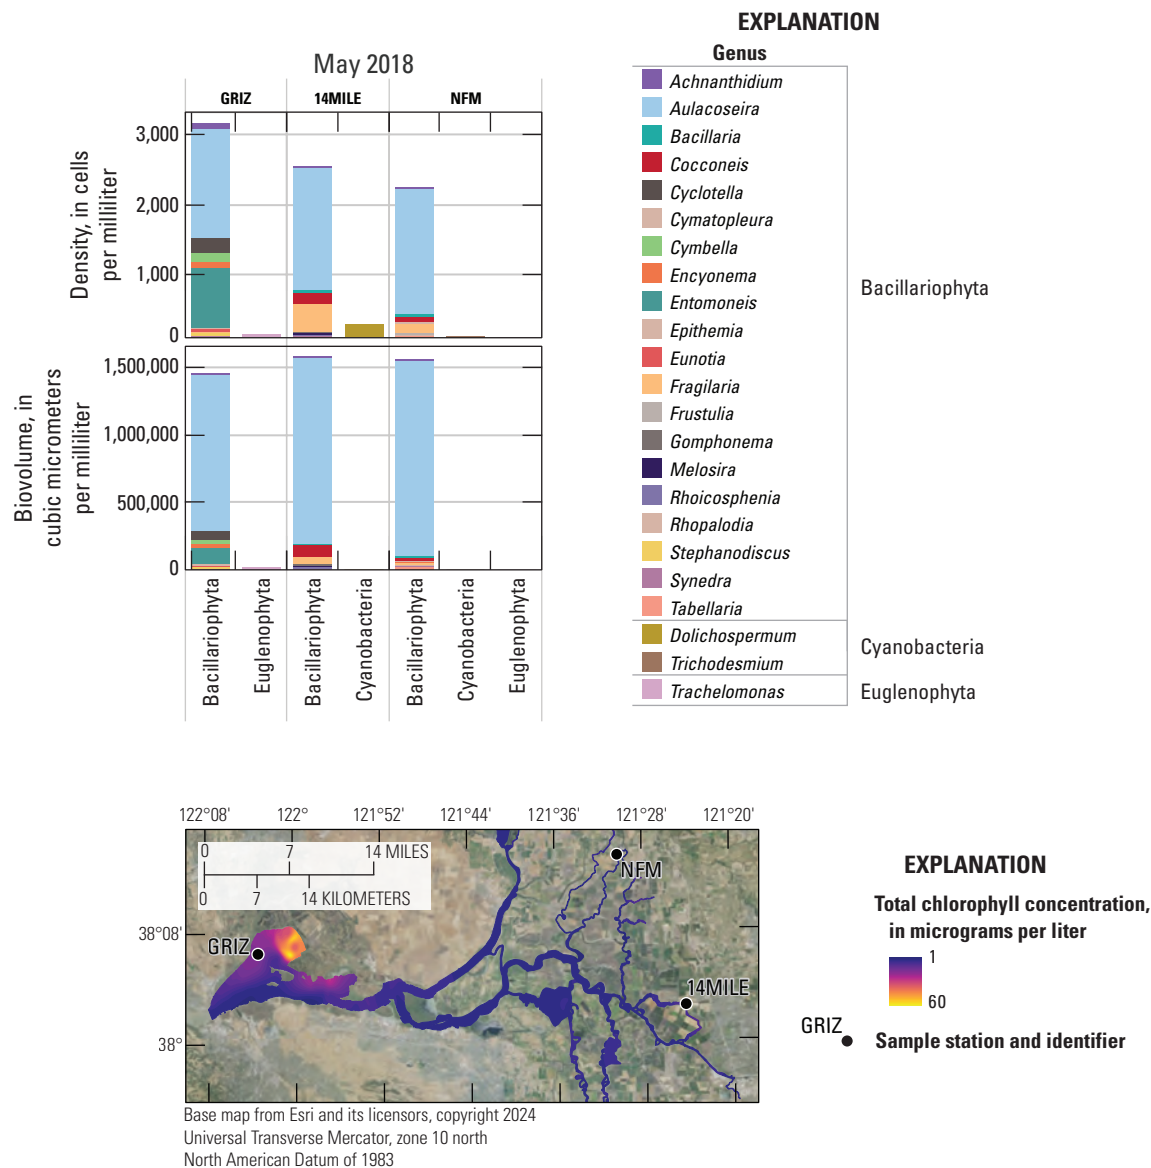 May 2018
GRIZ
14MILE
NFM
Density, in cells
per milliliter
3,000
2,000
1,000
0
Biovolume, in
cubic micrometers
per milliliter
1,500,000
1,000,000
500,000
0
Bacillariophyta
Euglenophyta
Bacillariophyta
Cyanobacteria
Bacillariophyta
Cyanobacteria
Euglenophyta
EXPLANATION
Genus
Achnanthidium
Aulacoseira
Bacillaria
Cocconeis
Cyclotella
Cymatopleura
Cymbella
Encyonema
Entomoneis
Epithemia
Eunotia
Fragilaria
Frustulia
Gomphonema
Melosira
Rhoicosphenia
Rhopalodia
Stephanodiscus
Synedra
Tabellaria
Dolichospermum
Trichodesmium
Trachelomonas
Bacillariophyta
Cyanobacteria
Euglenophyta
122°08' 122° 121°52' 121°44' 121°36' 121°28' 121°20'
0 7 14 MILES
0 7 14 KILOMETERS
38°08'
38°
GRIZ
NFM
14MILE
Base map from Esri and its licensors, copyright 2024
Universal Transverse Mercator, zone 10 north
North American Datum of 1983
EXPLANATION
Total chlorophyll concentration,
in micrograms per liter
1
60
GRIZ
Sample station and identifier